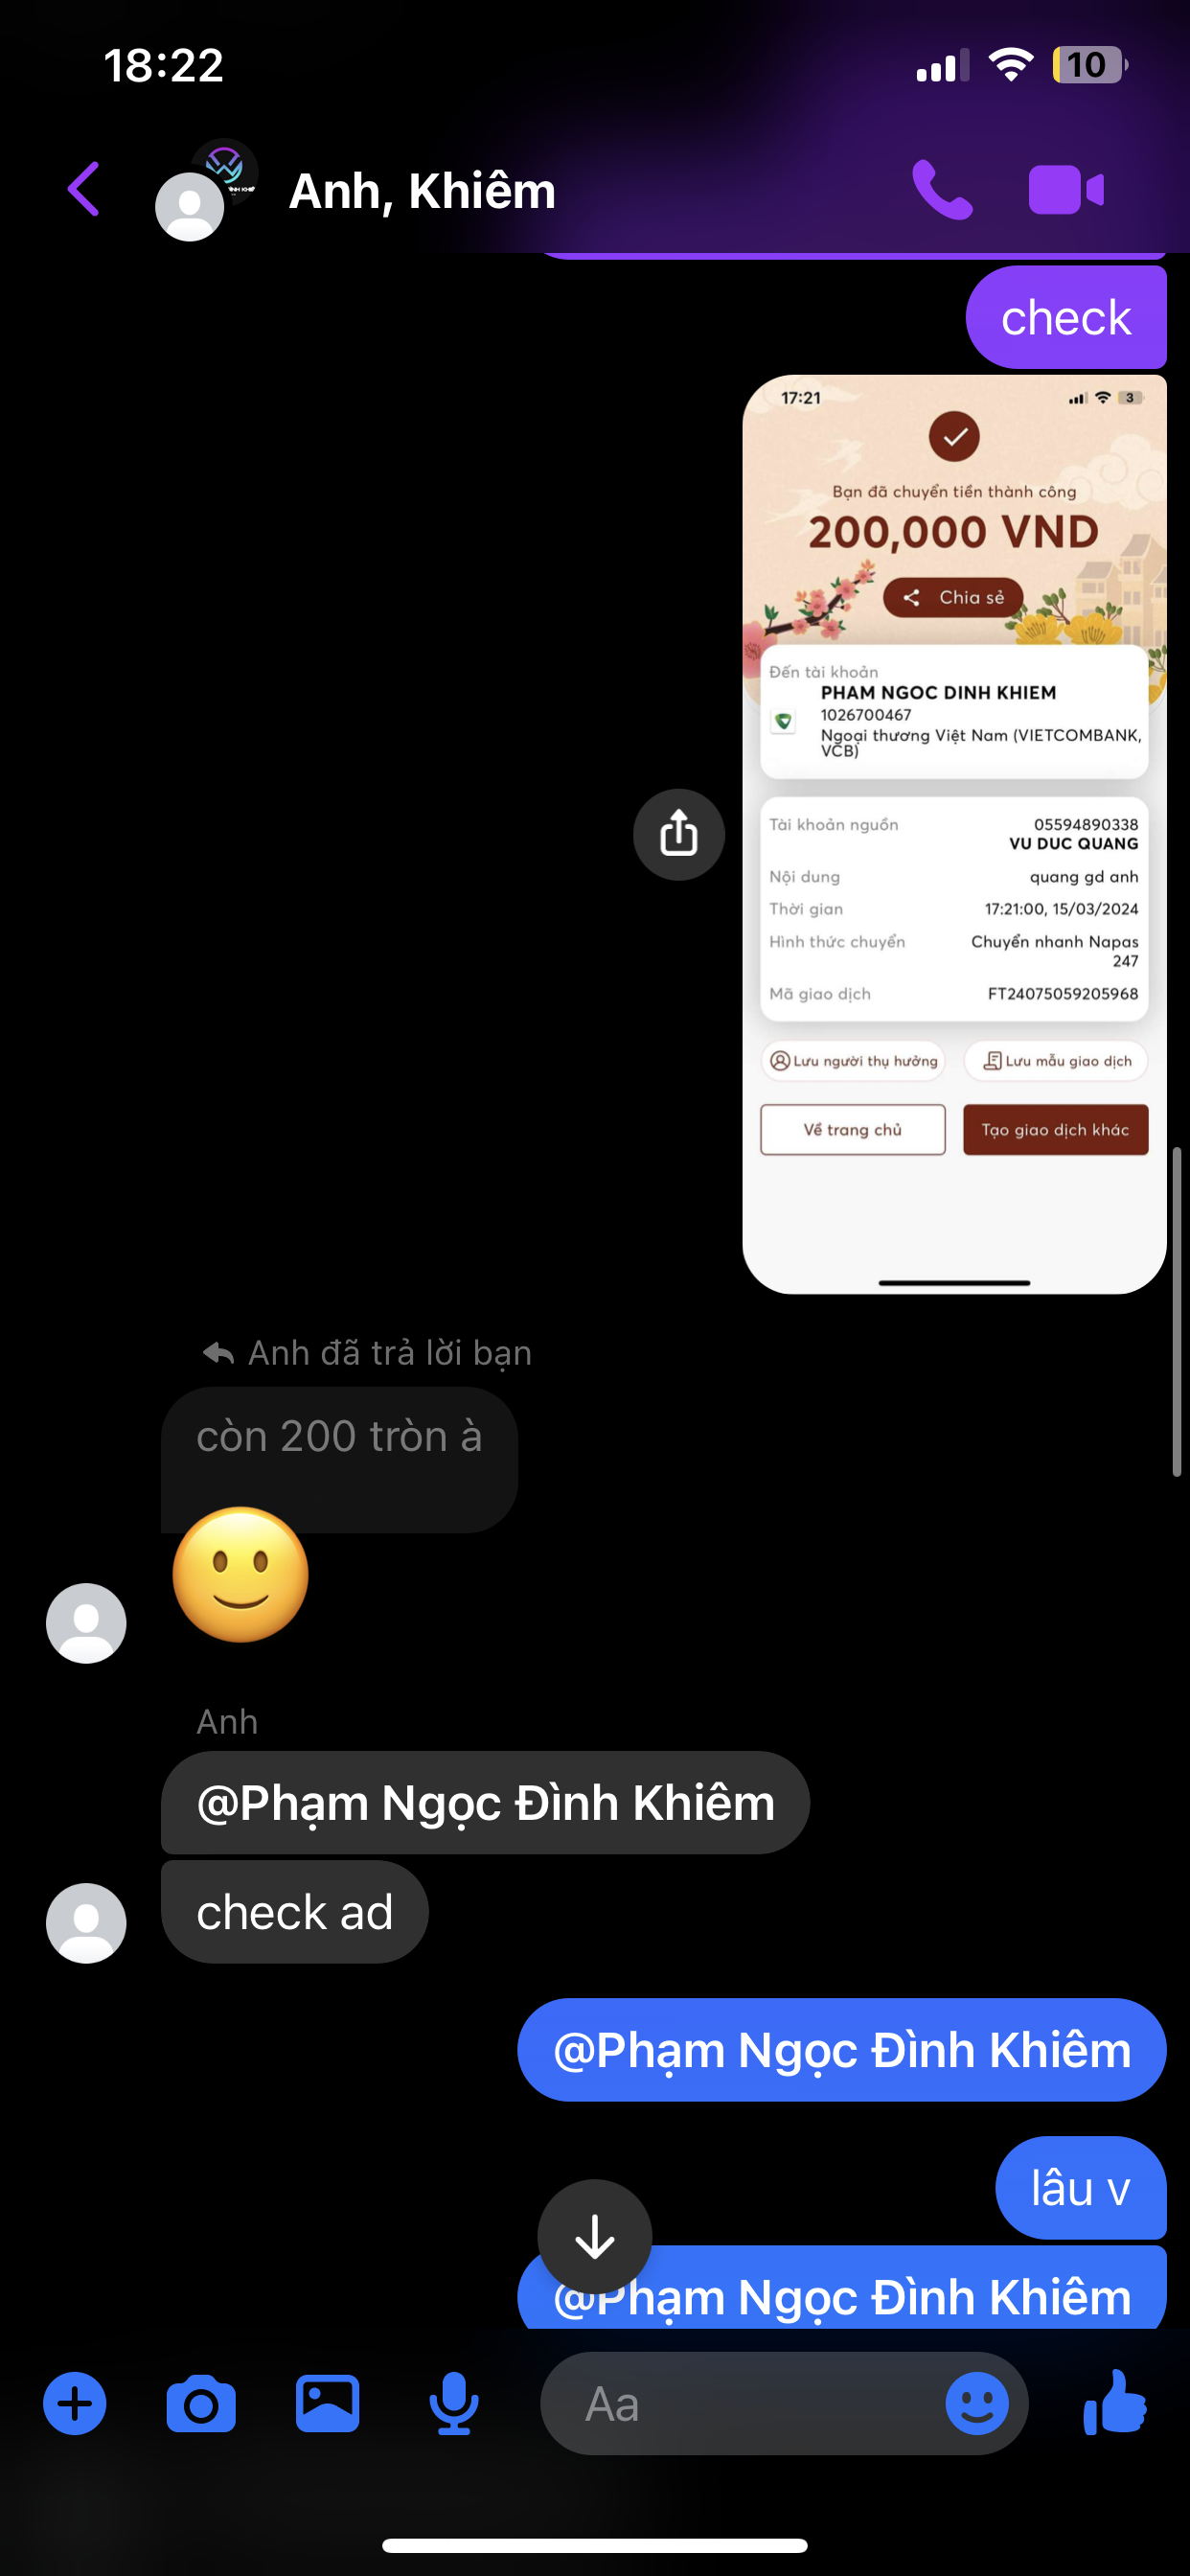 18:22
10
Anh, Khiêm
check
17:21
3
Bạn đã chuyển tiền thành công
200,000 VND
Chia sẻ
Đến tài khoản
PHAM NGOC DINH KHIEM
1026700467
Ngoại thương Việt Nam (VIETCOMBANK,
VCB)
Tài khoản nguồn
05594890338
VU DUC QUANG
Nội dung
quang gd anh
Thời gian
17:21:00, 15/03/2024
Hình thức chuyển
Chuyển nhanh Napas
247
Mã giao dịch
FT24075059205968
Lưu người thụ hưởng
Lưu mẫu giao dịch
Về trang chủ
Tạo giao dịch khác
Anh đã trả lời bạn
còn 200 tròn à
Anh
@Phạm Ngọc Đình Khiêm
check ad
@Phạm Ngọc Đình Khiêm
lâu v
@Phạm Ngọc Đình Khiêm
Aa